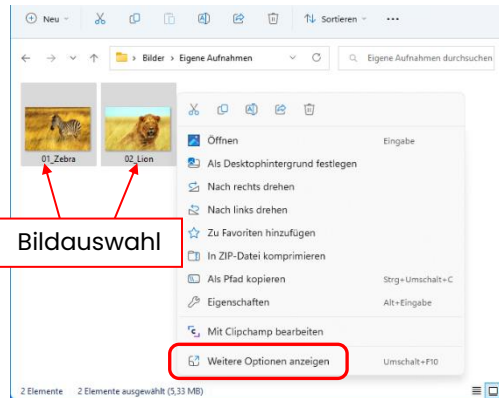 Neu
Sortieren
Bilder > Eigene Aufnahmen
Eigene Aufnahmen durchsuchen
01_Zebra
02_Lion
Bildauswahl
Öffnen Eingabe
Als Desktophintergrund festlegen
Nach rechts drehen
Nach links drehen
Zu Favoriten hinzufügen
In ZIP-Datei komprimieren
Als Pfad kopieren Strg+Umschalt+C
Eigenschaften Alt+Eingabe
Mit Clipchamp bearbeiten
Weitere Optionen anzeigen Umschalt+F10
2 Elemente 2 Elemente ausgewählt (5,33 MB)